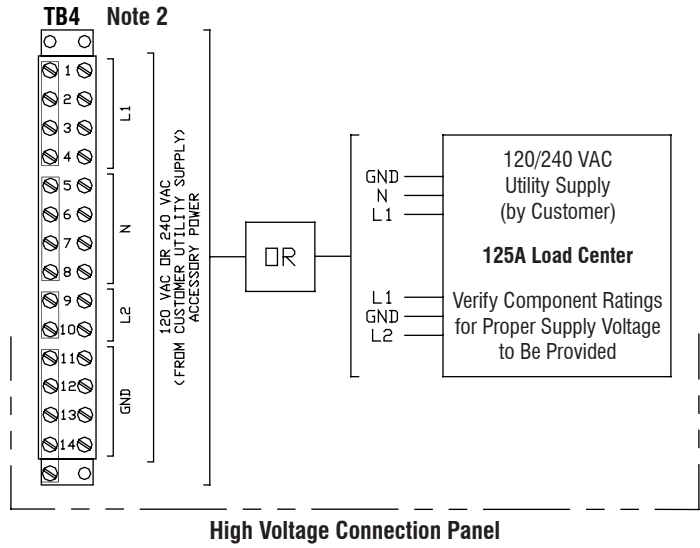 TB4 Note 2
1
2
3
4
5
6
7
8
9
10
11
12
13
14
L1
N
L2
GND
120 VAC OR 240 VAC
(FROM CUSTOMER UTILITY SUPPLY)
ACCESSORY POWER
OR
GND
N
L1
L1
GND
L2
120/240 VAC
Utility Supply
(by Customer)
125A Load Center
Verify Component Ratings
for Proper Supply Voltage
to Be Provided
High Voltage Connection Panel